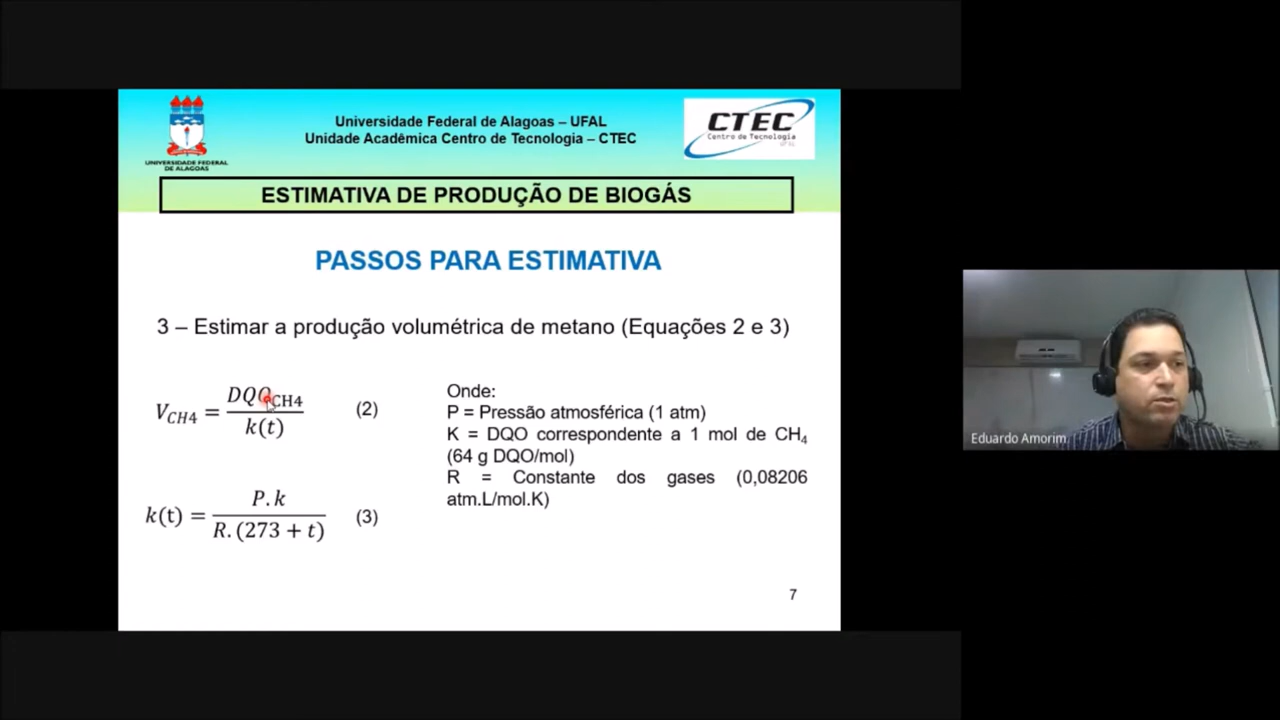 Universidade Federal de Alagoas – UFAL
Unidade Acadêmica Centro de Tecnologia – CTEC
UNIVERSIDADE FEDERAL
DE ALAGOAS
CTEC
Centro de Tecnologia
UFAL
ESTIMATIVA DE PRODUÇÃO DE BIOGÁS
PASSOS PARA ESTIMATIVA
3 – Estimar a produção volumétrica de metano (Equações 2 e 3)
V_CH4 = DQO_CH4 / k(t) (2)
k(t) = P.k / R.(273 + t) (3)
Onde:
P = Pressão atmosférica (1 atm)
K = DQO correspondente a 1 mol de CH₄
(64 g DQO/mol)
R = Constante dos gases (0,08206
atm.L/mol.K)
7
Eduardo Amorim